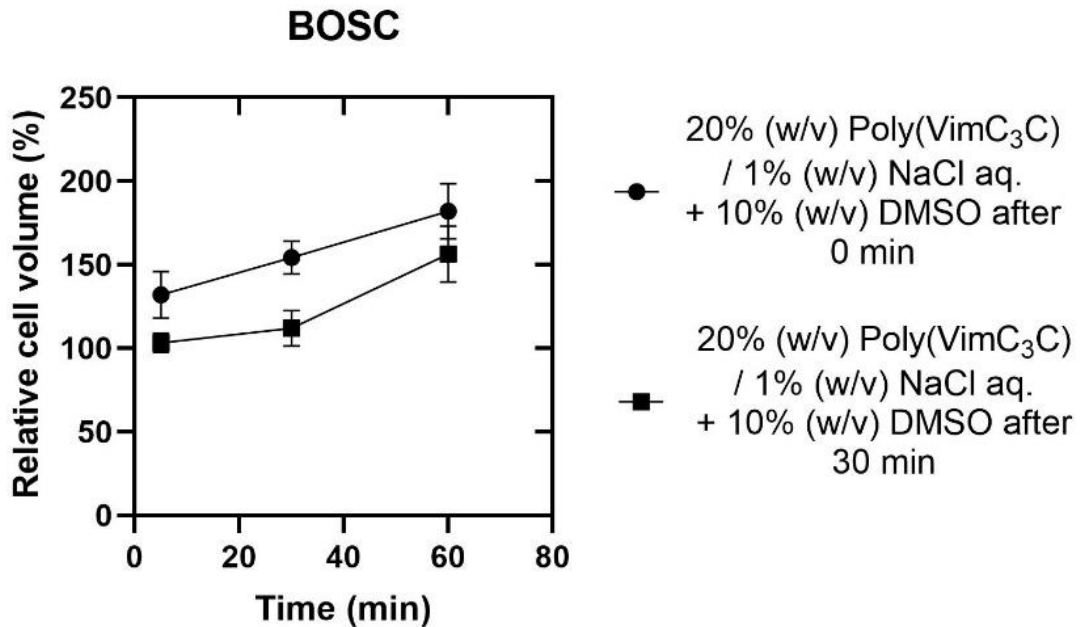 BOSC
Relative cell volume (%)
250
200
150
100
50
0
0
20
40
60
80
Time (min)
20% (w/v) Poly(VimC₃C)
/ 1% (w/v) NaCl aq.
+ 10% (w/v) DMSO after
0 min
20% (w/v) Poly(VimC₃C)
/ 1% (w/v) NaCl aq.
+ 10% (w/v) DMSO after
30 min